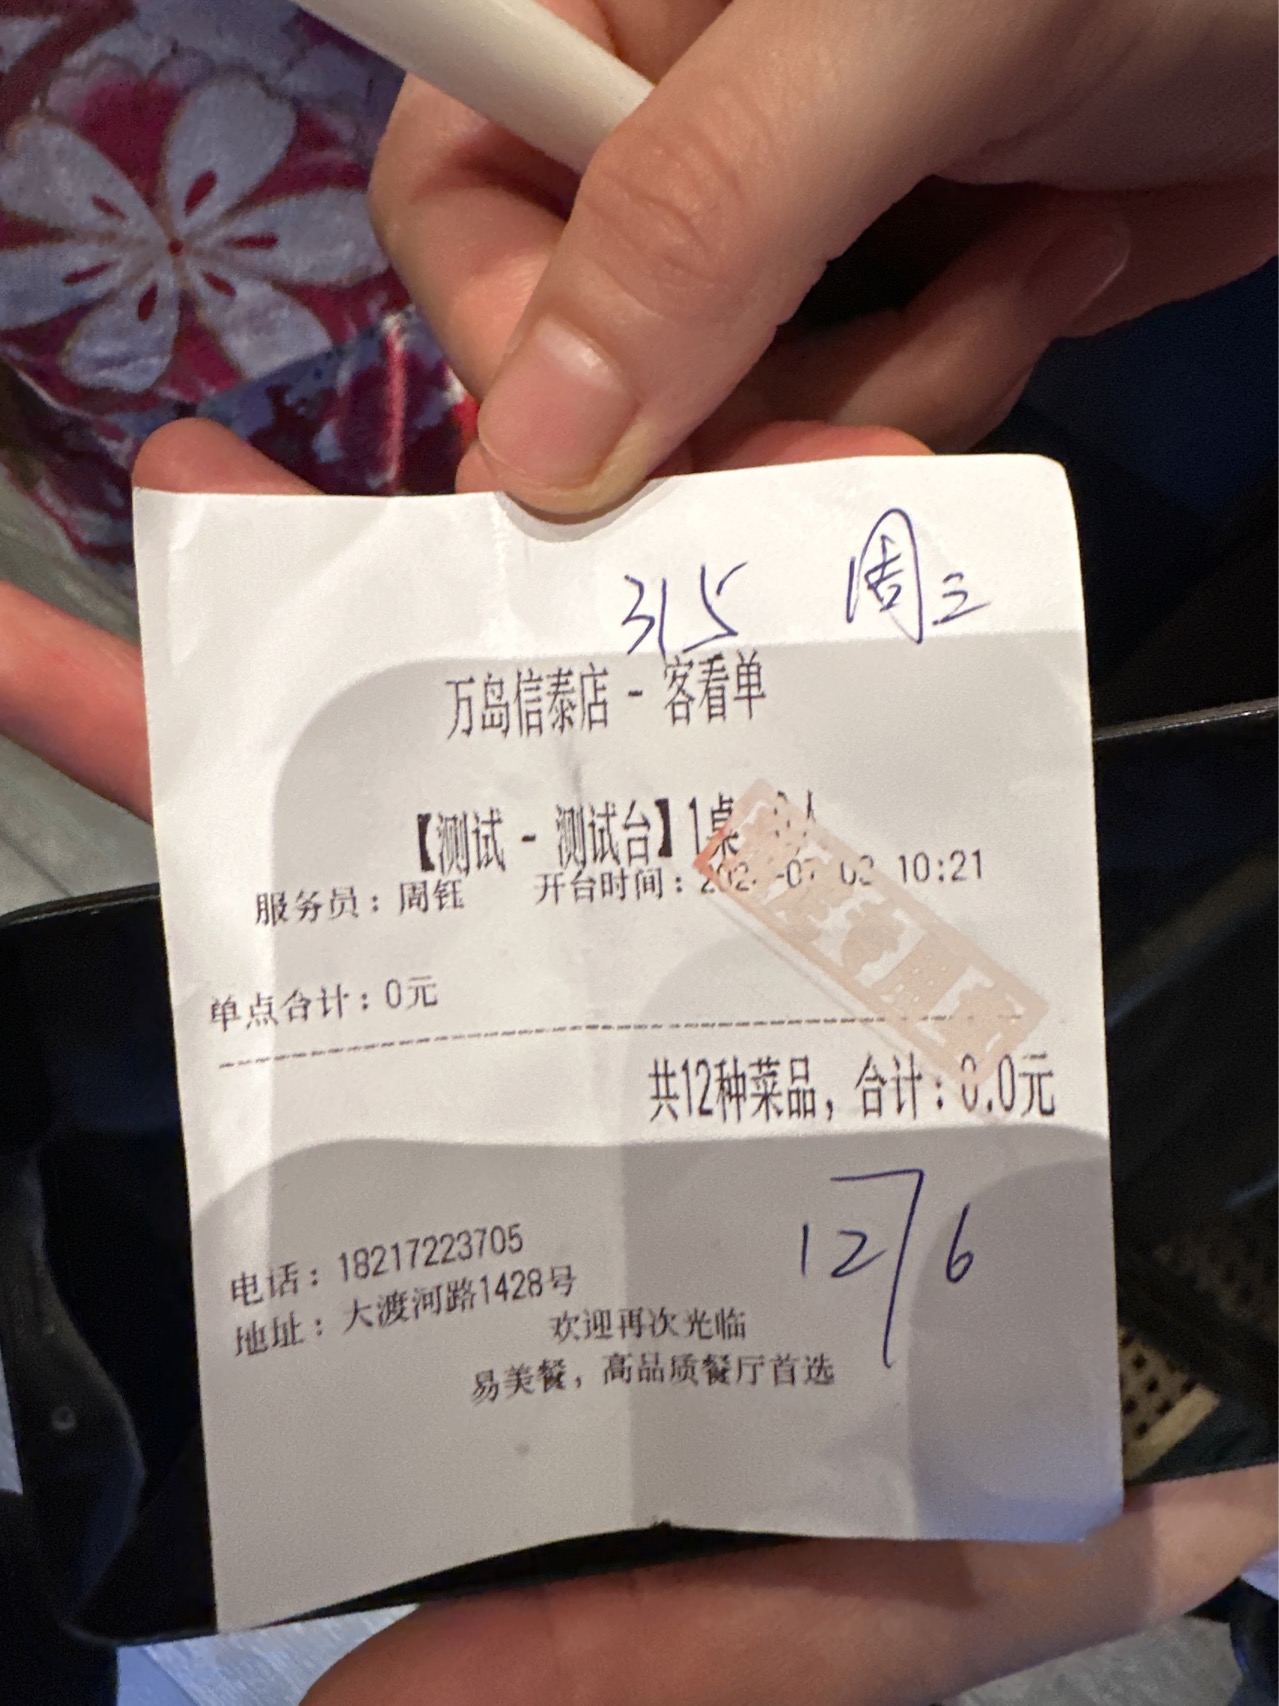 315 周三
万岛信泰店 - 客看单
【测试 - 测试台】1桌 人
服务员：周钰 开台时间： 10:21
单点合计：0元
共12种菜品，合计：0.0元
1276
电话：18217223705
地址：大渡河路1428号
欢迎再次光临
易美餐，高品质餐厅首选